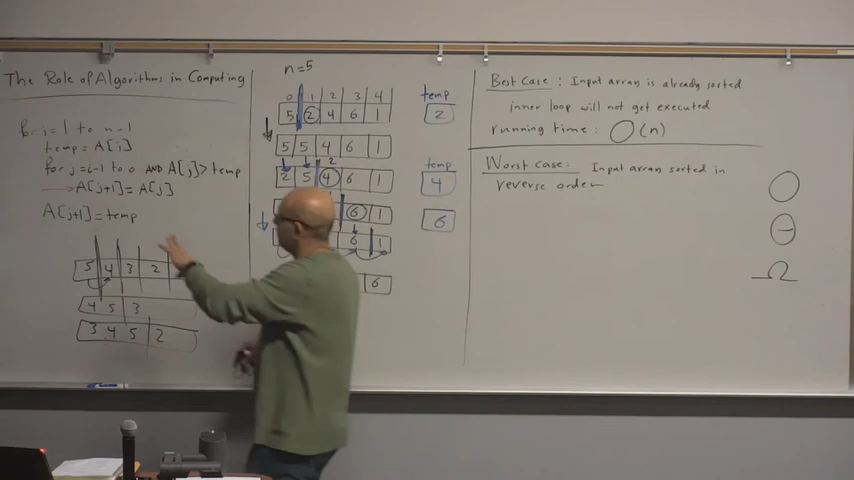 The Role of Algorithms in Computing
for i=1 to n-1
temp = A[i]
for j=i-1 to 0 AND A[j]>temp
A[j+1]=A[j]
A[j+1]=temp
5 4 3 2
4 5 3
3 4 5 2
n=5
0 1 2 3 4
5 2 4 6 1
5 5 4 6 1
2
2 5 4 6 1
6 1
6 1
6
temp
2
temp
4
6
Best Case : Input array is already sorted
inner loop will not get executed
running time : O(n)
Worst Case : Input array sorted in
reverse order
O
Θ
Ω